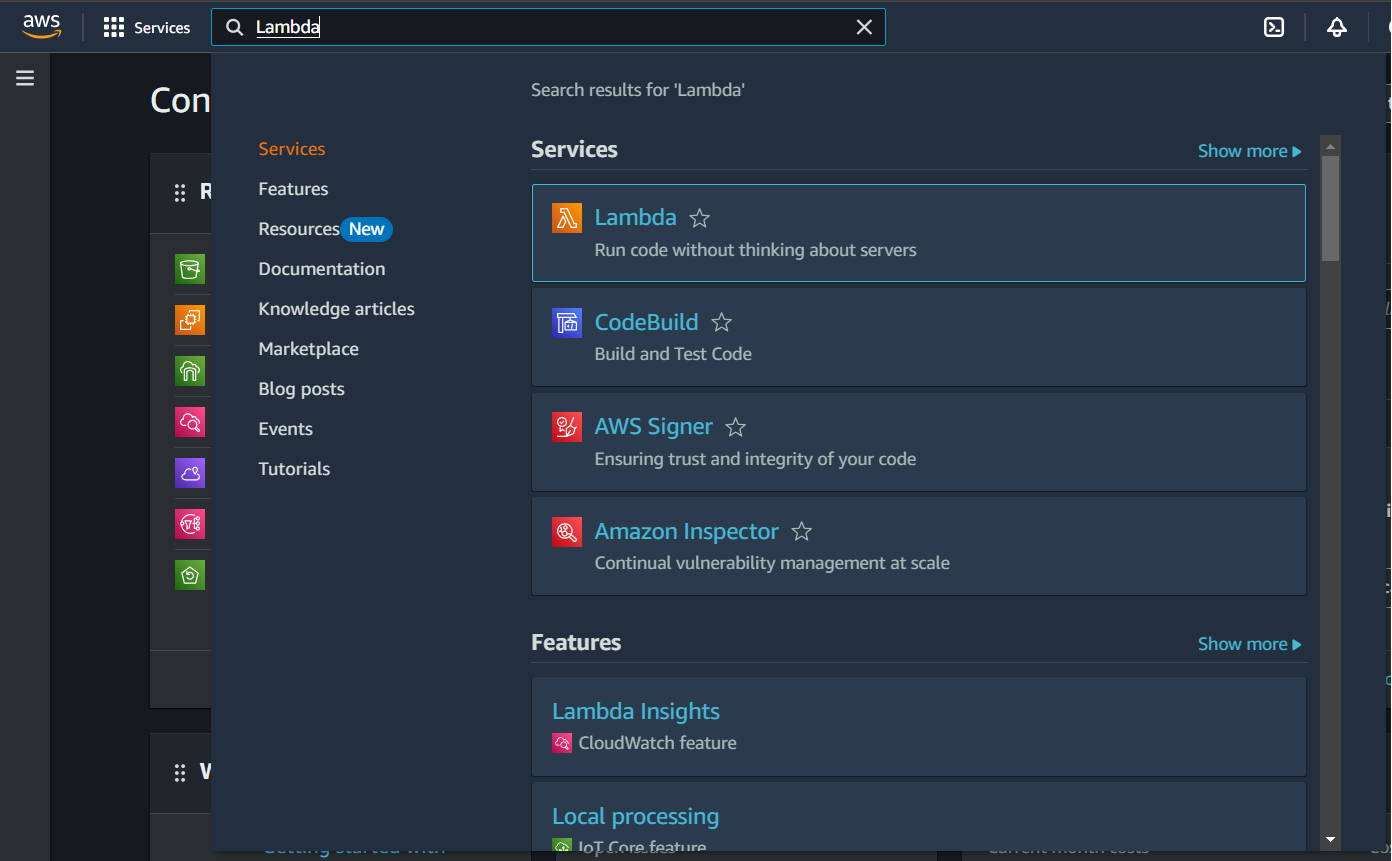 aws
Services
Lambda
Con
Search results for 'Lambda'
Services
Features
Resources New
Documentation
Knowledge articles
Marketplace
Blog posts
Events
Tutorials
Services
Show more
Lambda
Run code without thinking about servers
CodeBuild
Build and Test Code
AWS Signer
Ensuring trust and integrity of your code
Amazon Inspector
Continual vulnerability management at scale
Features
Show more
Lambda Insights
CloudWatch feature
Local processing
IoT Core feature
Getting started with
Current month costs